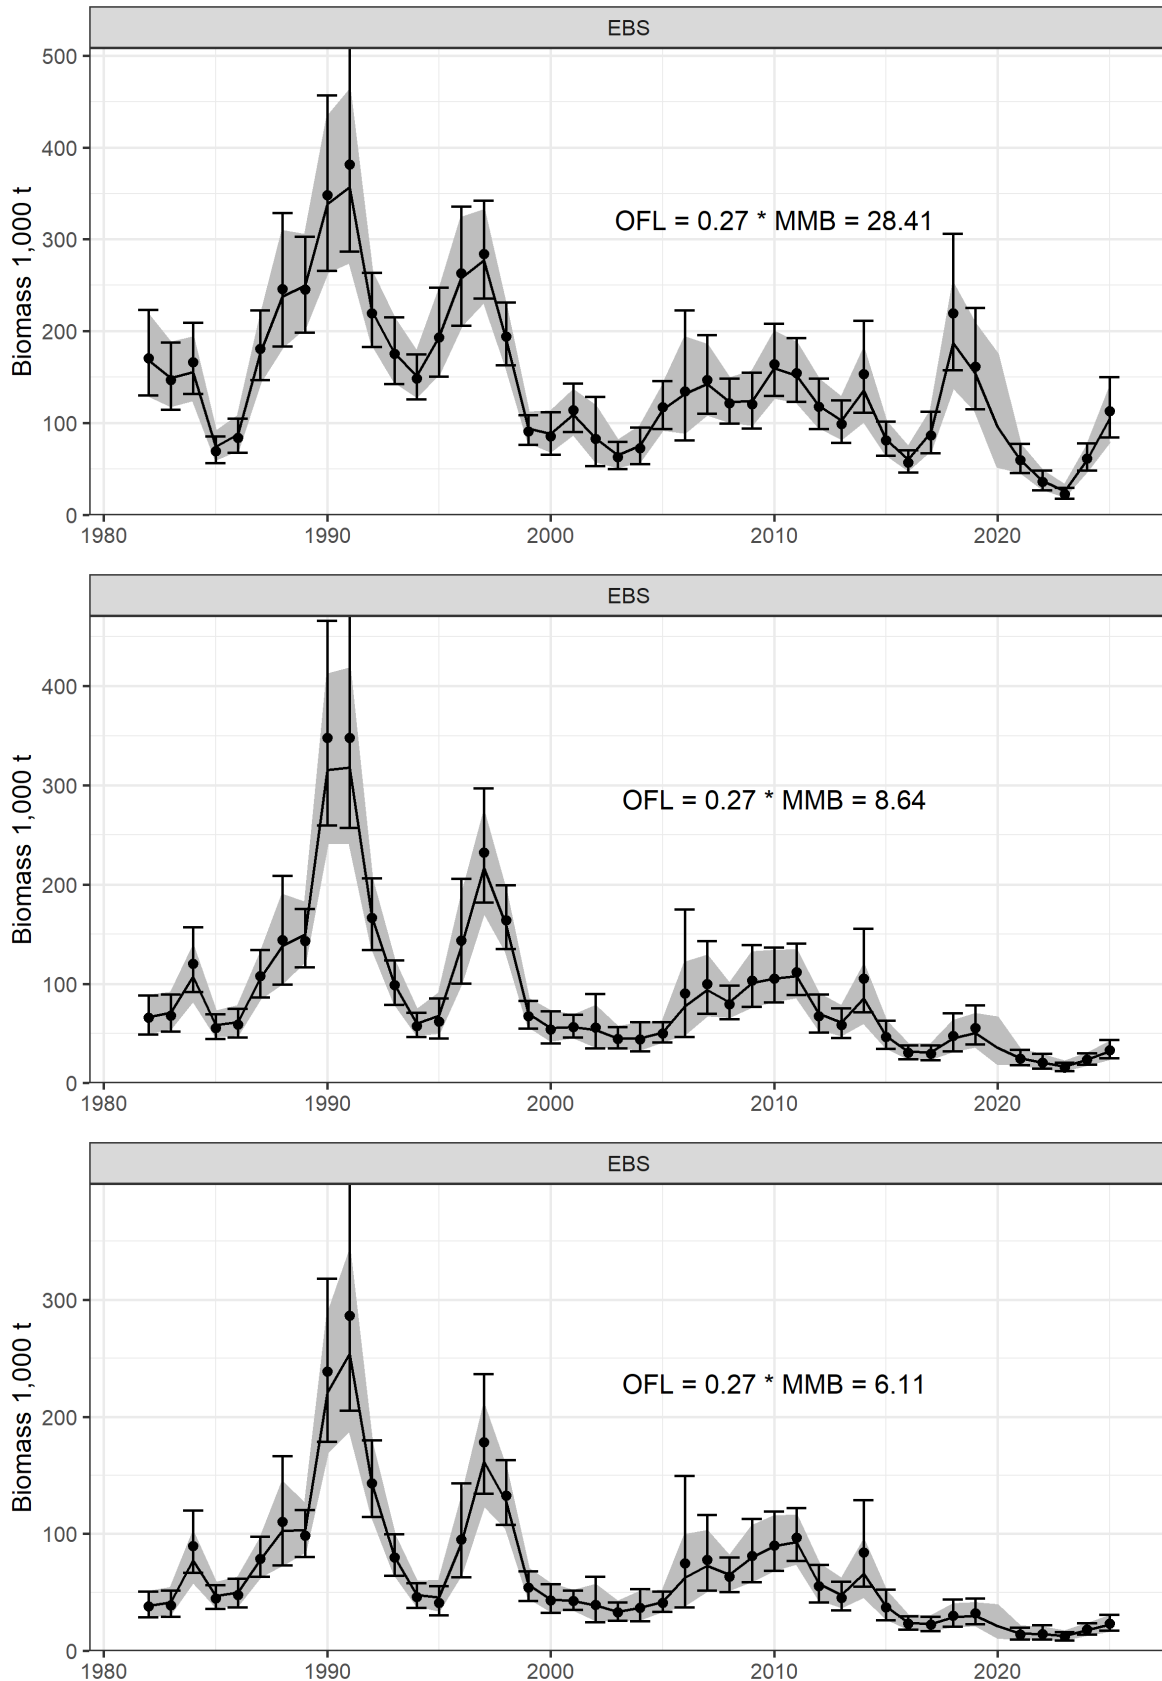 EBS
500
400
300
200
100
0
Biomass 1,000 t
OFL = 0.27 * MMB = 28.41
1980 1990 2000 2010 2020
EBS
400
300
200
100
0
Biomass 1,000 t
OFL = 0.27 * MMB = 8.64
1980 1990 2000 2010 2020
EBS
300
200
100
0
Biomass 1,000 t
OFL = 0.27 * MMB = 6.11
1980 1990 2000 2010 2020